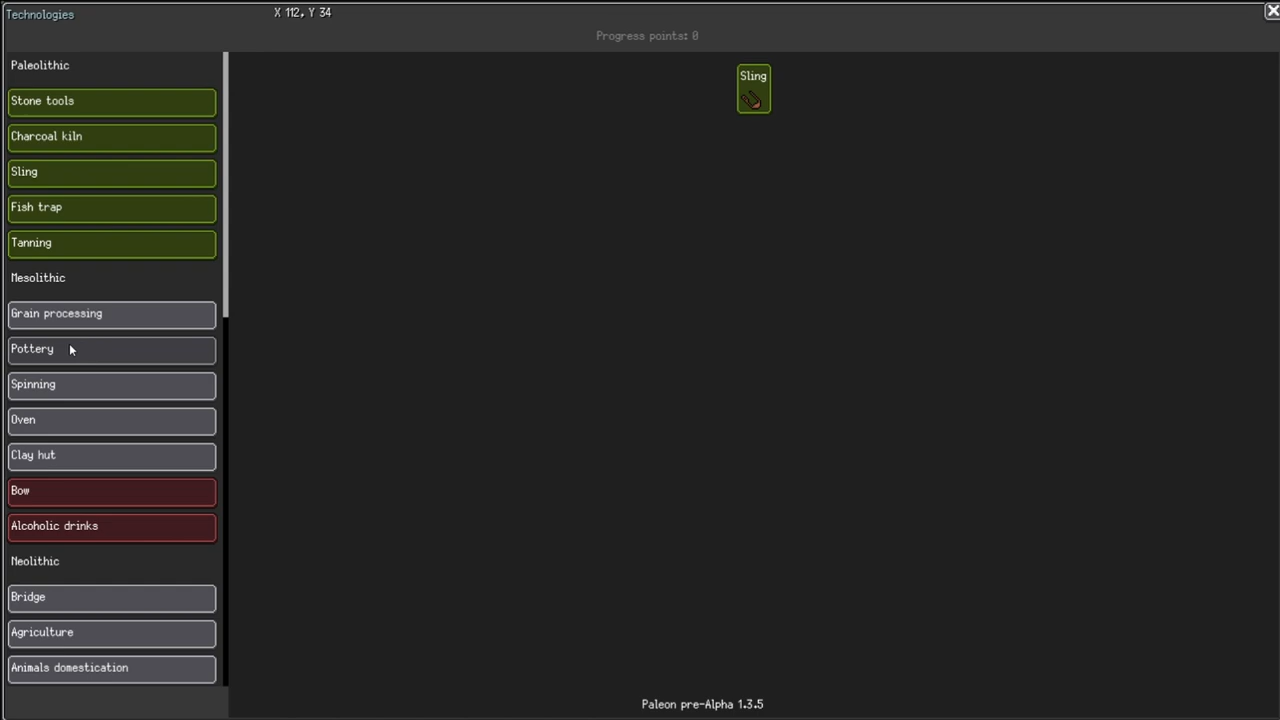 Technologies
X 112, Y 34
Progress points: 0
Paleolithic
Stone tools
Charcoal kiln
Sling
Fish trap
Tanning
Mesolithic
Grain processing
Pottery
Spinning
Oven
Clay hut
Bow
Alcoholic drinks
Neolithic
Bridge
Agriculture
Animals domestication
Sling
Paleon pre-Alpha 1.3.5